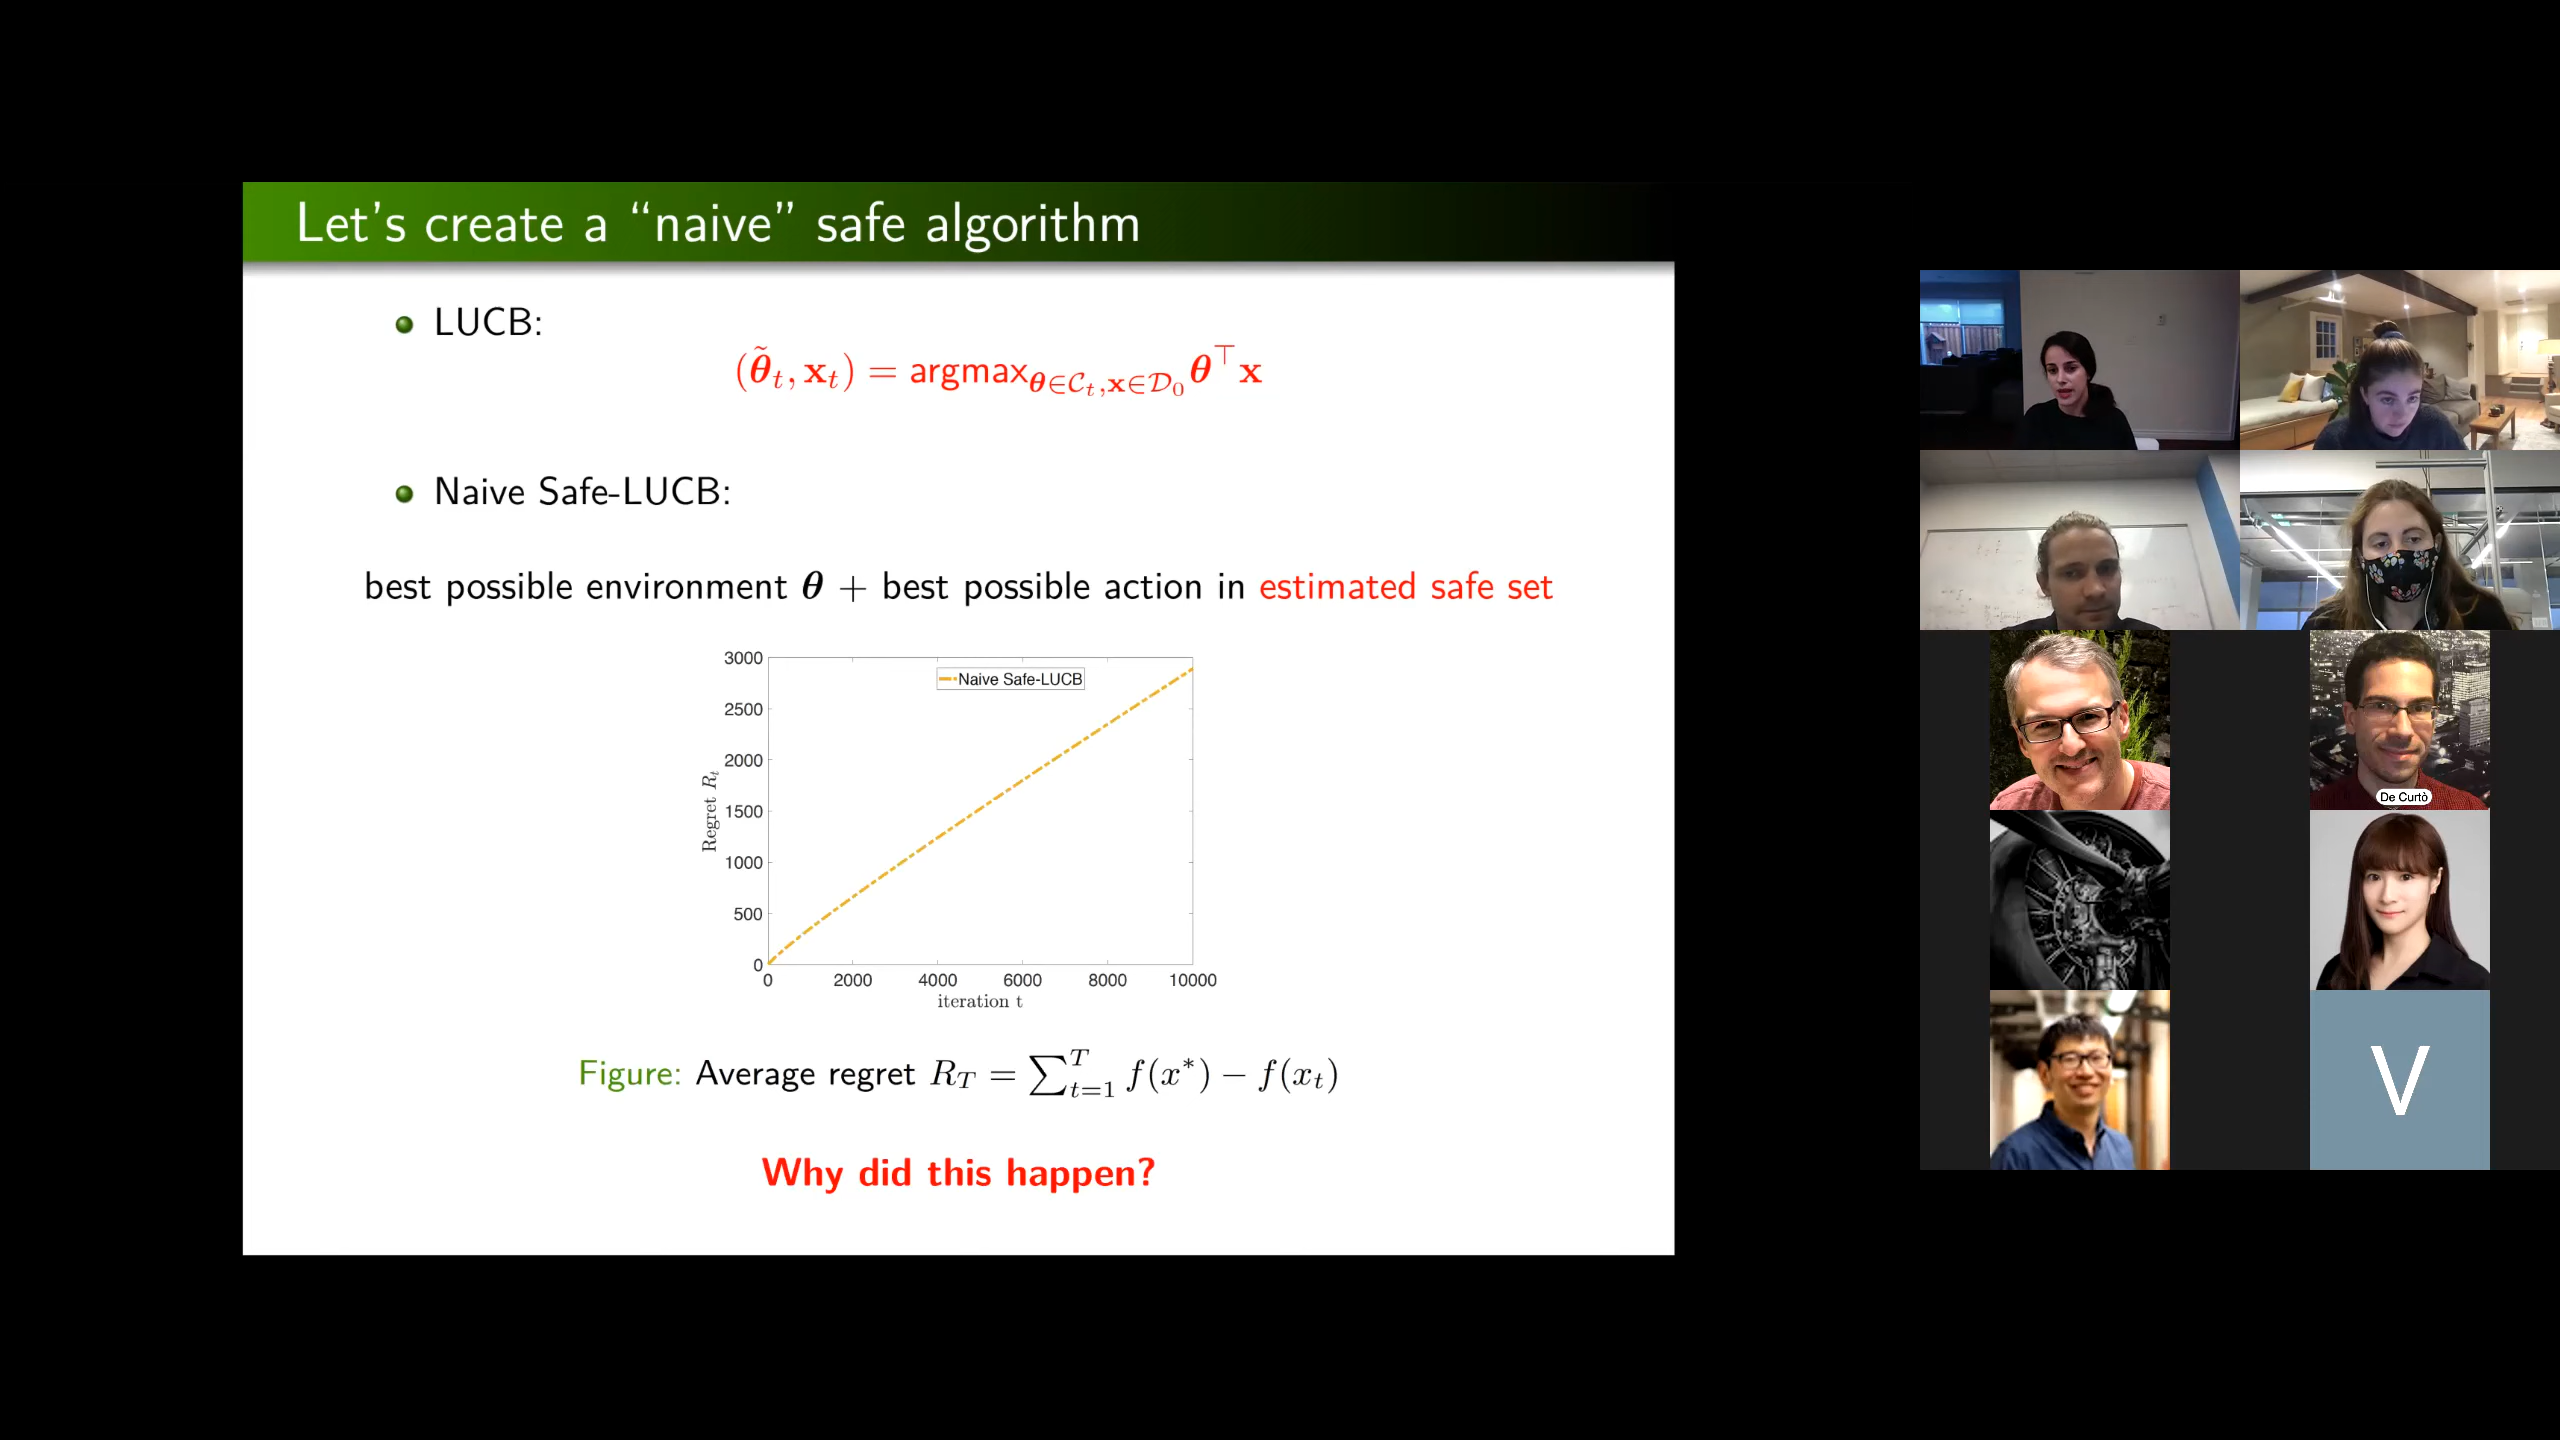 Let's create a “naive” safe algorithm
LUCB:
(θ̃_t, x_t) = argmax_{θ∈C_t, x∈D_0} θ^⊤ x
Naive Safe-LUCB:
best possible environment θ + best possible action in estimated safe set
3000
2500
2000
1500
1000
500
0
Regret R_t
Naive Safe-LUCB
0 2000 4000 6000 8000 10000
iteration t
Figure: Average regret R_T = ∑_{t=1}^{T} f(x*) − f(x_t)
Why did this happen?
De Curtò
V